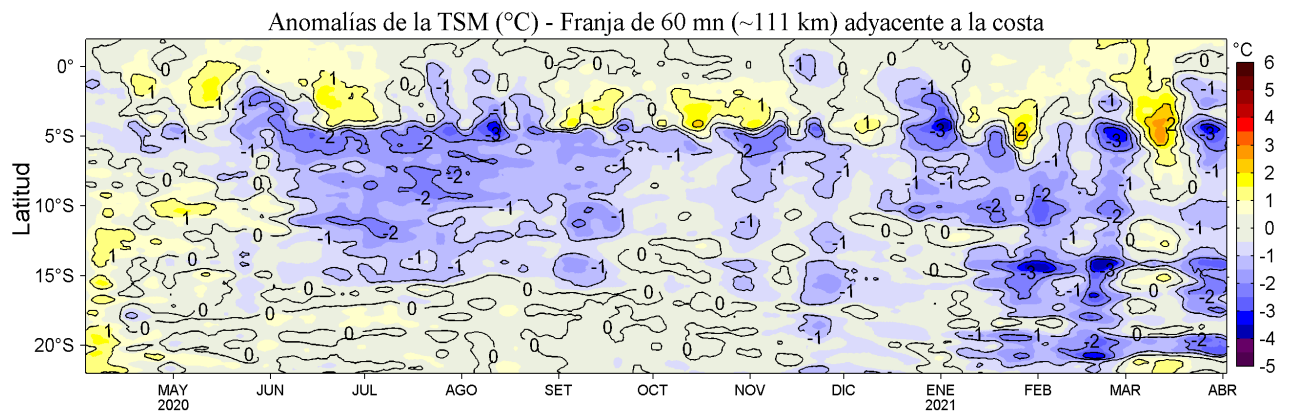 Anomalías de la TSM (°C) - Franja de 60 mn (~111 km) adyacente a la costa
°C
6
5
4
3
2
1
0
-1
-2
-3
-4
-5
Latitud
0°
5°S
10°S
15°S
20°S
MAY JUN JUL AGO SET OCT NOV DIC ENE FEB MAR ABR
2020 2021